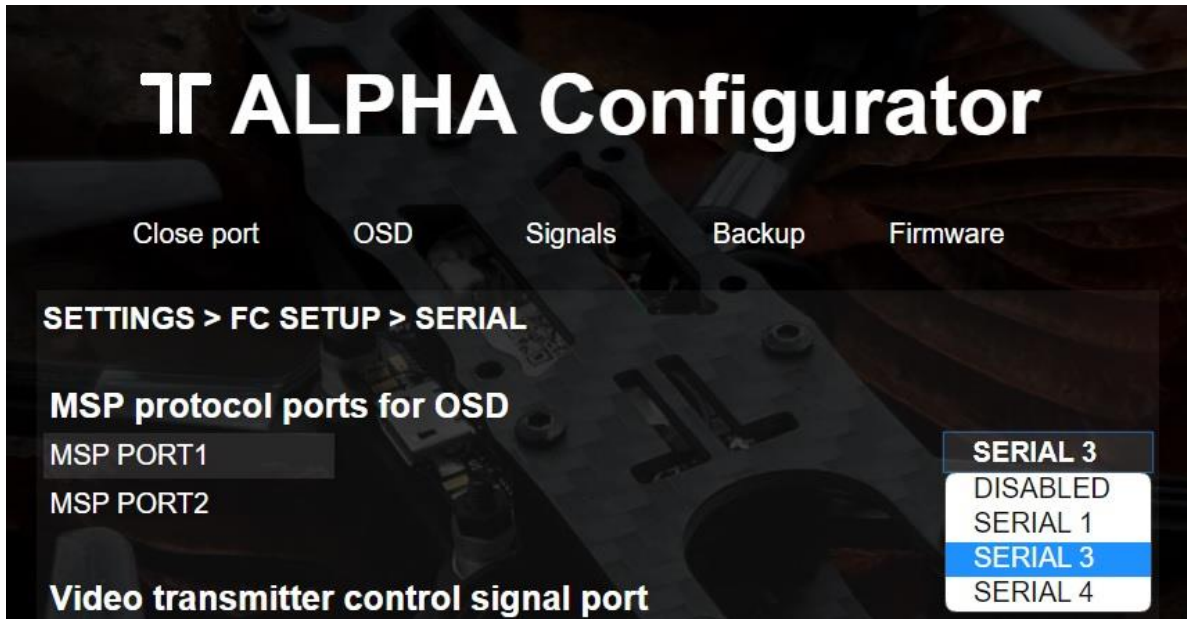 ALPHA Configurator
Close port OSD Signals Backup Firmware
SETTINGS > FC SETUP > SERIAL
MSP protocol ports for OSD
MSP PORT1 SERIAL 3
MSP PORT2
DISABLED
SERIAL 1
SERIAL 3
SERIAL 4
Video transmitter control signal port